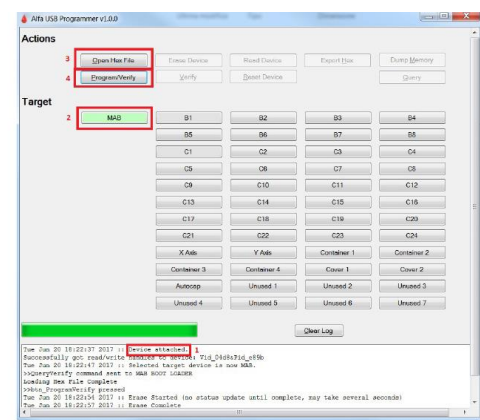 Alfa USB Programmer v1.0.0
Actions
3 Open Hex File Erase Device Read Device Export Hex Dump Memory
4 Program/Verify Verify Reset Device Query
Target
2 MAB B1 B2 B3 B4
B5 B6 B7 B8
C1 C2 C3 C4
C5 C6 C7 C8
C9 C10 C11 C12
C13 C14 C15 C16
C17 C18 C19 C20
C21 C22 C23 C24
X Axis Y Axis Container 1 Container 2
Container 3 Container 4 Cover 1 Cover 2
Autocap Unused 1 Unused 2 Unused 3
Unused 4 Unused 5 Unused 6 Unused 7
Clear Log
Tue Jun 20 18:22:37 2017 :: Device attached. 1
Successfully got read/write handles to device:
Tue Jun 20 18:22:47 2017 :: Selected target device is now MAB.
>>QueryVerify command sent to MAB BOOT LOADER
Loading Hex File Complete
>>btn_ProgramVerify pressed
Tue Jun 20 18:22:54 2017 :: Erase Started (no status update until complete, may take several seconds)
Tue Jun 20 18:22:57 2017 :: Erase Complete